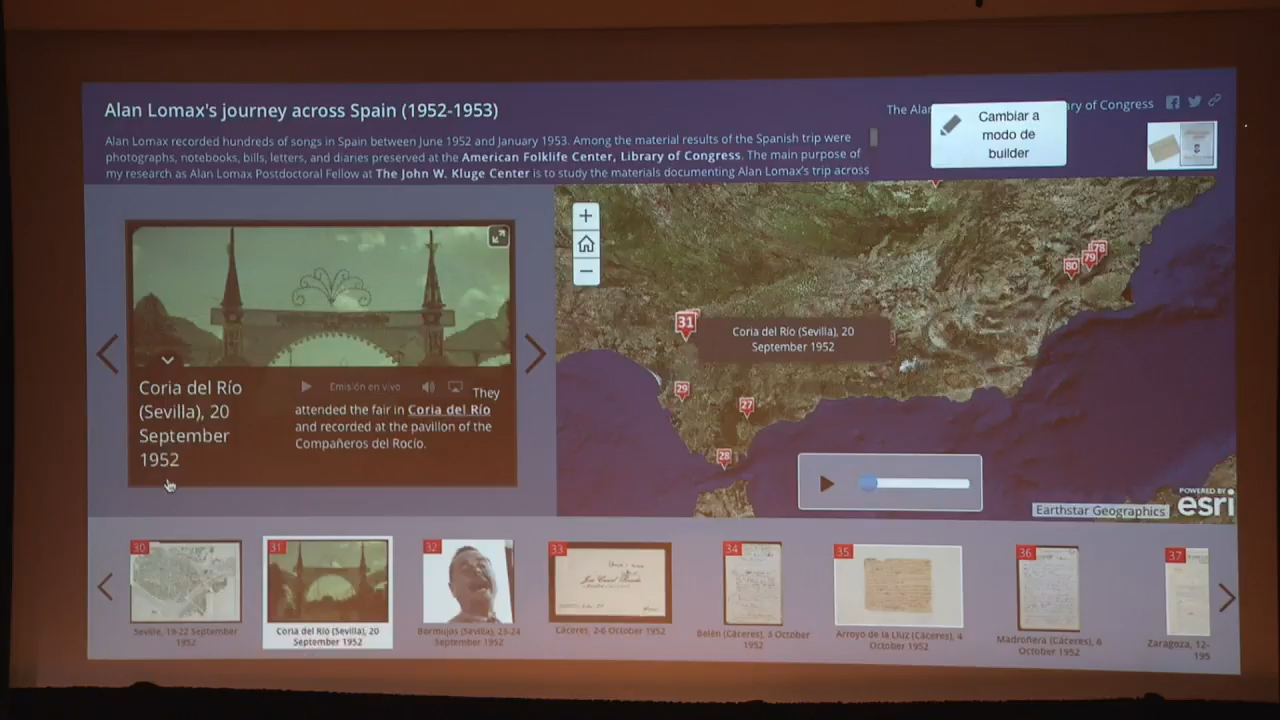 Alan Lomax's journey across Spain (1952-1953)
Alan Lomax recorded hundreds of songs in Spain between June 1952 and January 1953. Among the material results of the Spanish trip were
photographs, notebooks, bills, letters, and diaries preserved at the American Folklife Center, Library of Congress. The main purpose of
my research as Alan Lomax Postdoctoral Fellow at The John W. Kluge Center is to study the materials documenting Alan Lomax's trip across
The Alan
ary of Congress
Cambiar a
modo de
builder
Coria del Río
(Sevilla), 20
September
1952
Emisión en vivo
They
attended the fair in Coria del Río
and recorded at the pavillon of the
Compañeros del Rocío.
+
−
78
79
80
31
Coria del Río (Sevilla), 20
September 1952
29
27
28
Earthstar Geographics
POWERED BY
esri
30
Seville, 19-22 September
1952
31
Coria del Río (Sevilla), 20
September 1952
32
Bormujos (Sevilla), 23-24
September 1952
33
Cáceres, 2-6 October 1952
34
Belén (Cáceres), 3 October
1952
35
Arroyo de la Lluz (Cáceres), 4
October 1952
36
Madroñera (Cáceres), 6
October 1952
37
Zaragoza, 12-
195